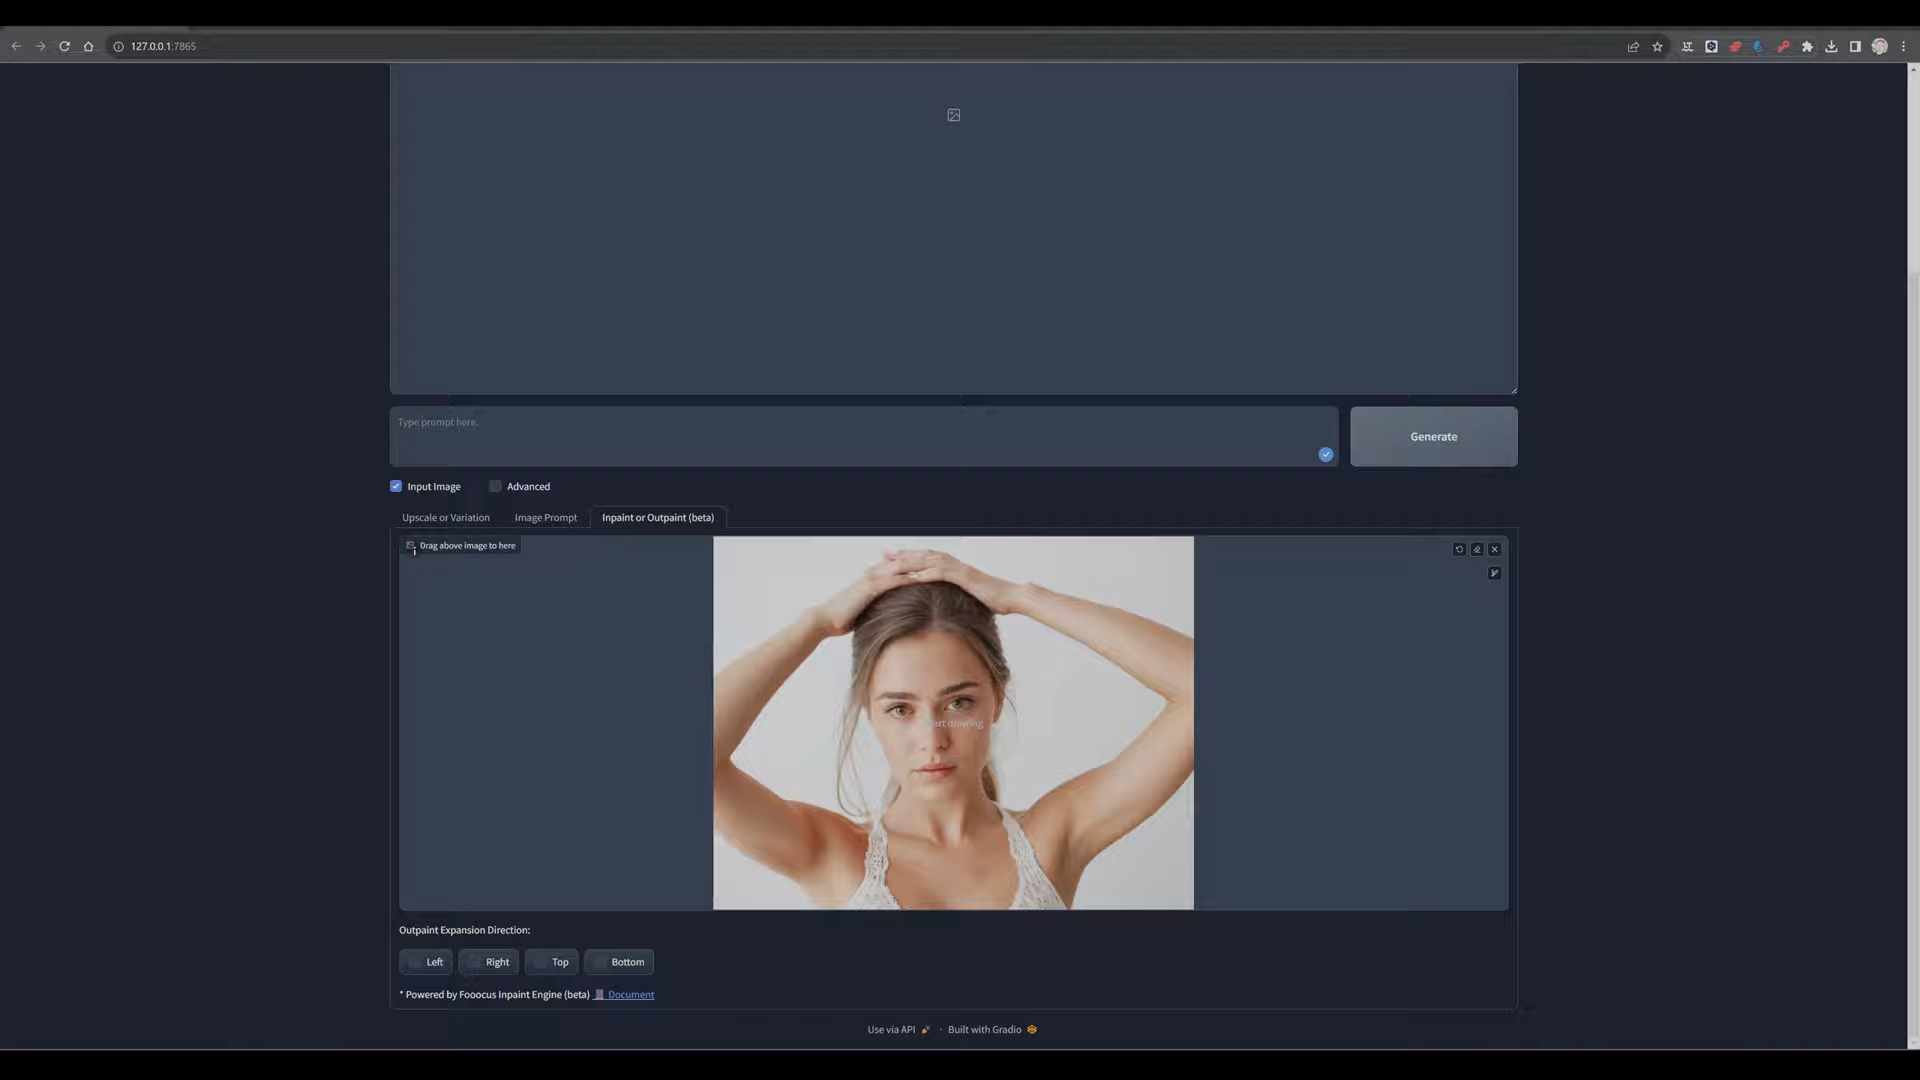 127.0.0.1:7865
Type prompt here.
Generate
Input Image
Advanced
Upscale or Variation
Image Prompt
Inpaint or Outpaint (beta)
Drag above image to here
drawing
Outpaint Expansion Direction:
Left
Right
Top
Bottom
* Powered by Fooocus Inpaint Engine (beta) Document
Use via API · Built with Gradio